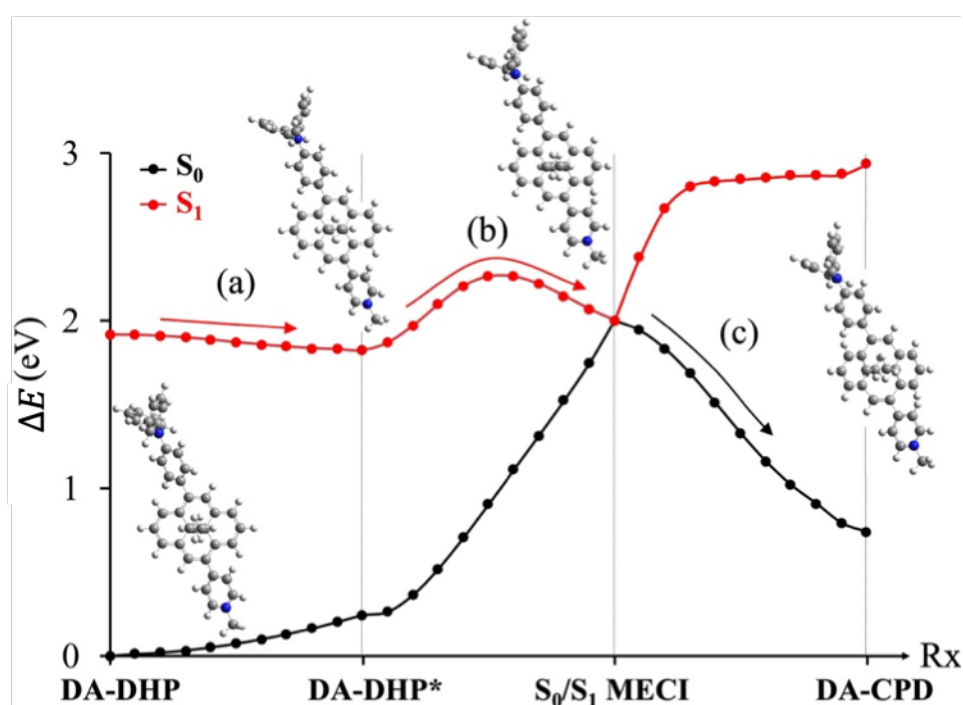 3
S₀
S₁
(a)
(b)
(c)
2
ΔE (eV)
1
0
Rx
DA-DHP
DA-DHP*
S₀/S₁ MECI
DA-CPD